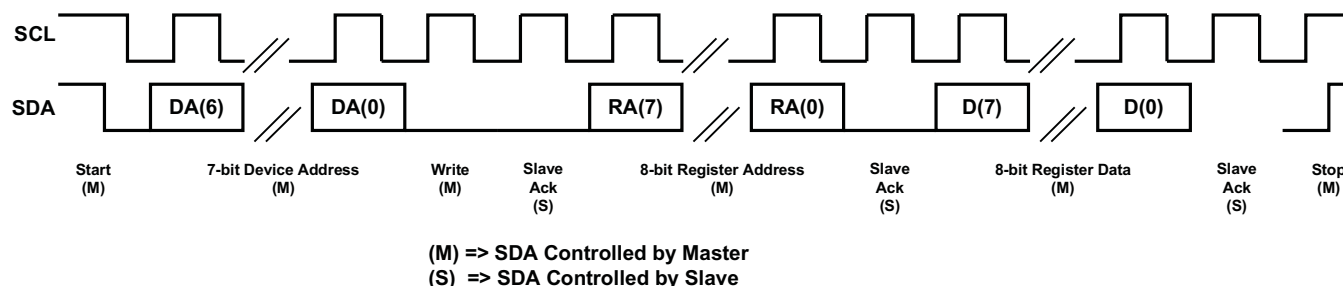 SCL
SDA DA(6) DA(0) RA(7) RA(0) D(7) D(0)
Start 7-bit Device Address Write Slave 8-bit Register Address Slave 8-bit Register Data Slave Stop
(M) (M) (M) Ack (M) Ack (M) Ack (M)
(S) (S) (S)
(M) => SDA Controlled by Master
(S) => SDA Controlled by Slave